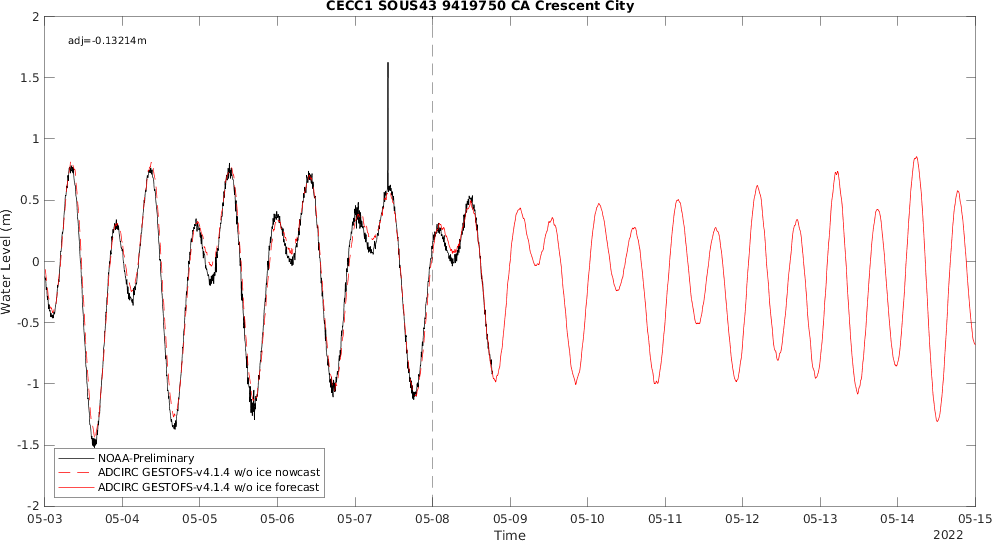 CECC1 SOUS43 9419750 CA Crescent City
2
adj=-0.13214m
1.5
1
0.5
0
-0.5
-1
-1.5
-2
Water Level (m)
NOAA-Preliminary
ADCIRC GESTOFS-v4.1.4 w/o ice nowcast
ADCIRC GESTOFS-v4.1.4 w/o ice forecast
05-03 05-04 05-05 05-06 05-07 05-08 05-09 05-10 05-11 05-12 05-13 05-14 05-15
Time
2022